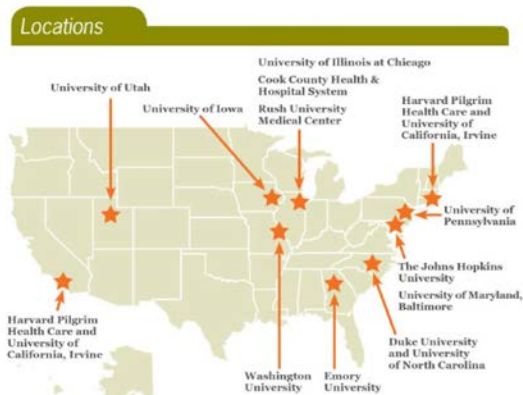 Locations
University of Illinois at Chicago
Cook County Health &
Hospital System
Rush University
Medical Center
University of Utah
University of Iowa
Harvard Pilgrim
Health Care and
University of
California, Irvine
University of
Pennsylvania
The Johns Hopkins
University
University of Maryland,
Baltimore
Harvard Pilgrim
Health Care and
University of
California, Irvine
Duke University
and University
of North Carolina
Washington
University
Emory
University